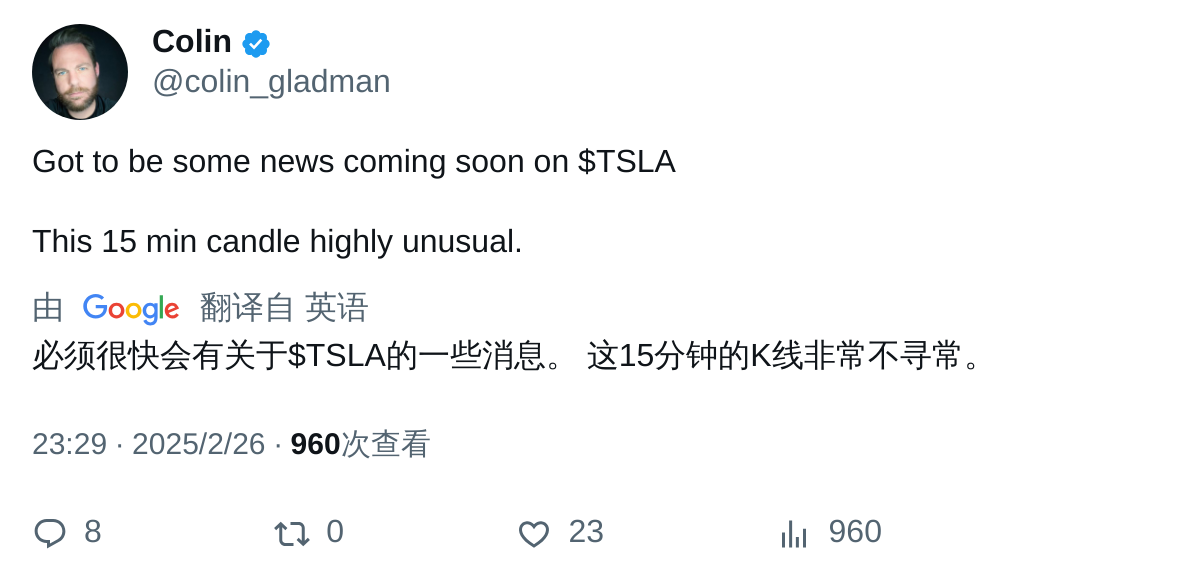 Colin
@colin_gladman
Got to be some news coming soon on $TSLA
This 15 min candle highly unusual.
由 Google 翻译自 英语
必须很快会有关于$TSLA的一些消息。 这15分钟的K线非常不寻常。
23:29 · 2025/2/26 · 960次查看
8 0 23 960